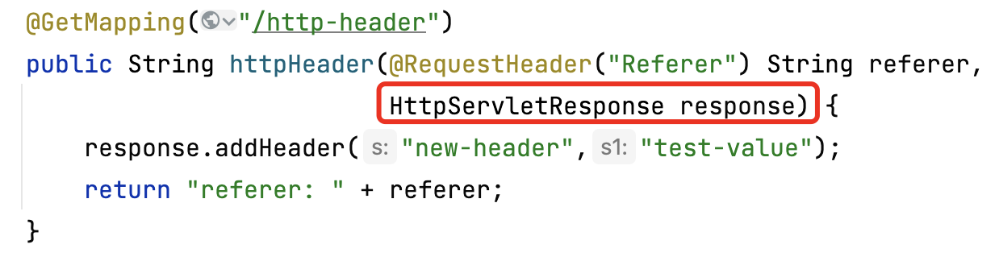 @GetMapping("/http-header")
public String httpHeader(@RequestHeader("Referer") String referer,
HttpServletResponse response) {
response.addHeader( s: "new-header", s1: "test-value");
return "referer: " + referer;
}